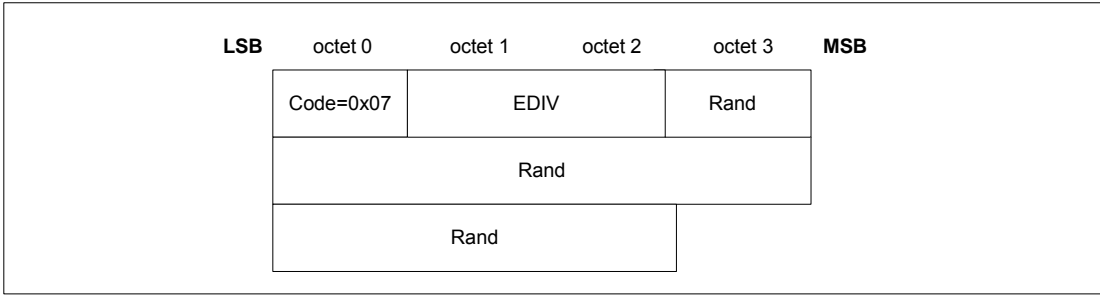 LSB octet 0 octet 1 octet 2 octet 3 MSB
Code=0x07 EDIV Rand
Rand
Rand